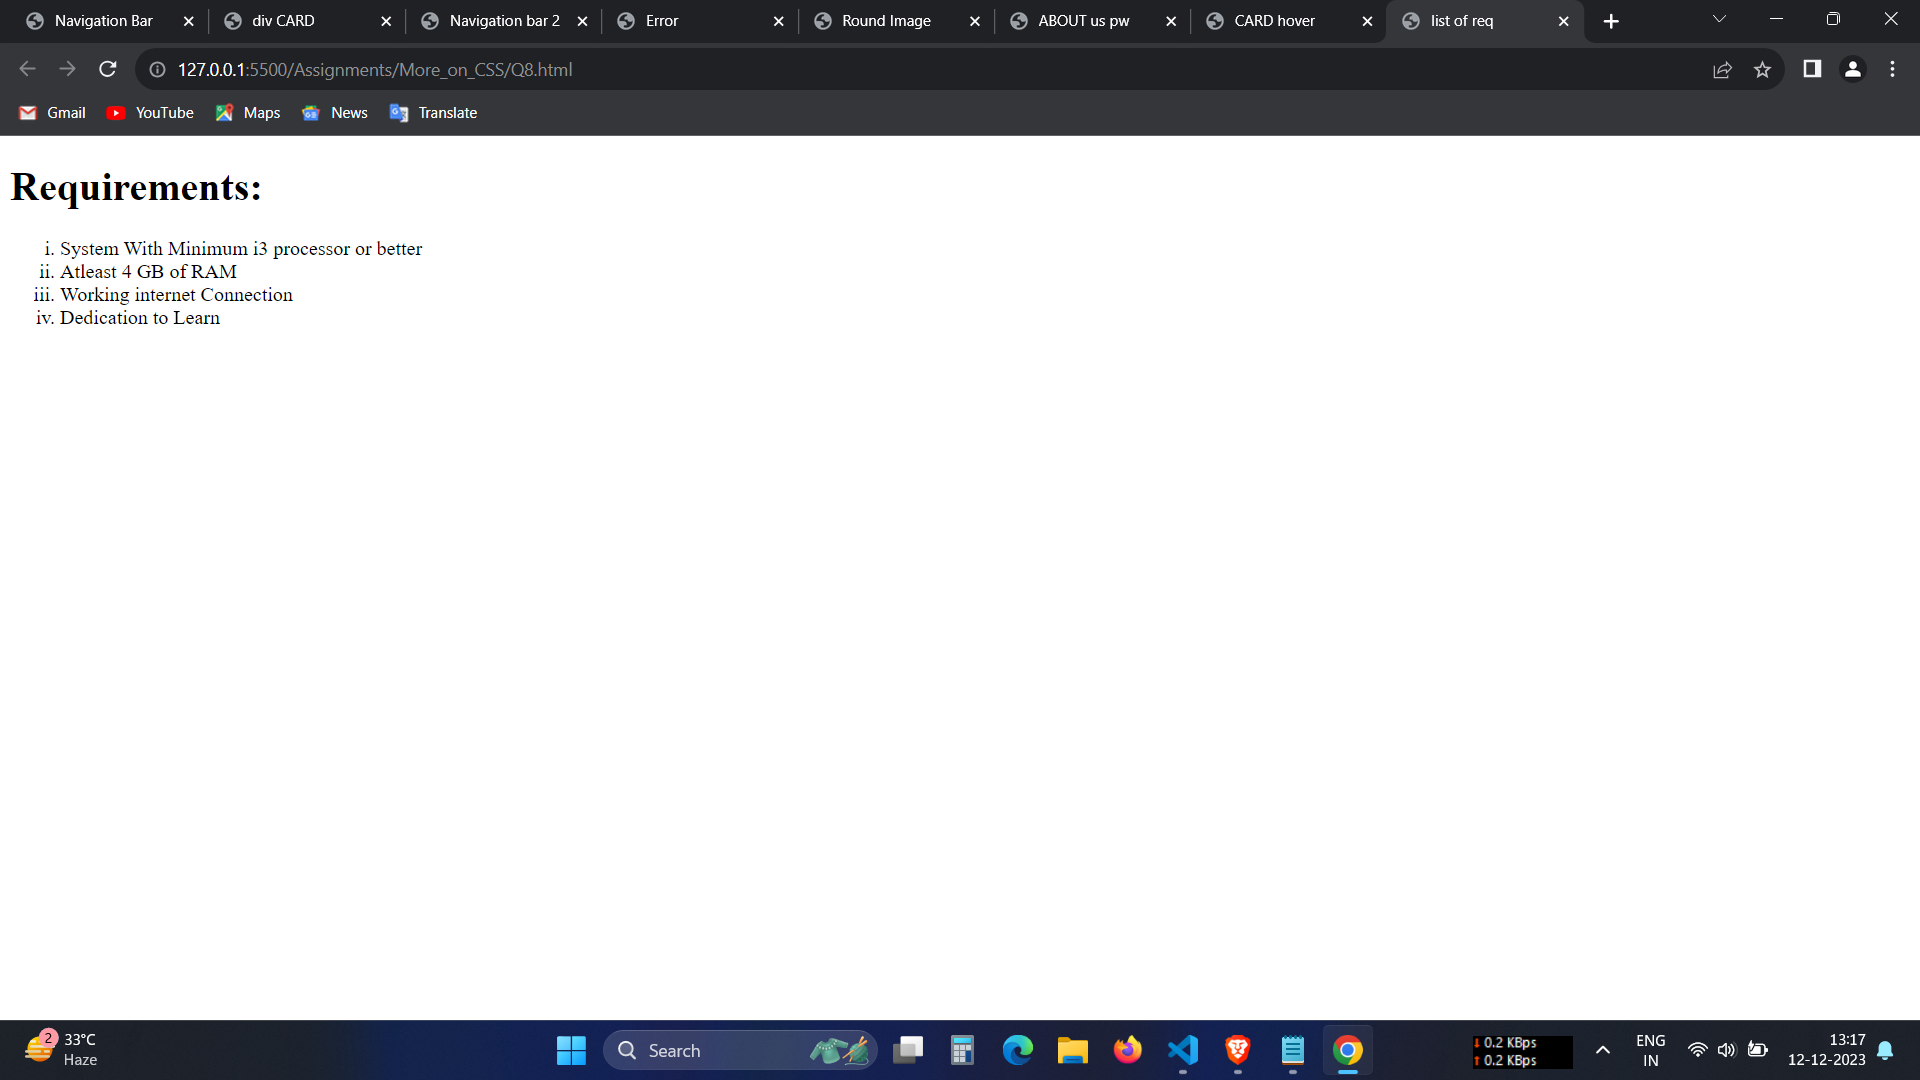 Navigation Bar div CARD Navigation bar 2 Error Round Image ABOUT us pw CARD hover list of req
127.0.0.1:5500/Assignments/More_on_CSS/Q8.html
Gmail YouTube Maps News Translate
Requirements:
i. System With Minimum i3 processor or better
ii. Atleast 4 GB of RAM
iii. Working internet Connection
iv. Dedication to Learn
2 33°C
Haze
Search
0.2 KBps
0.2 KBps
ENG
IN
13:17
12-12-2023